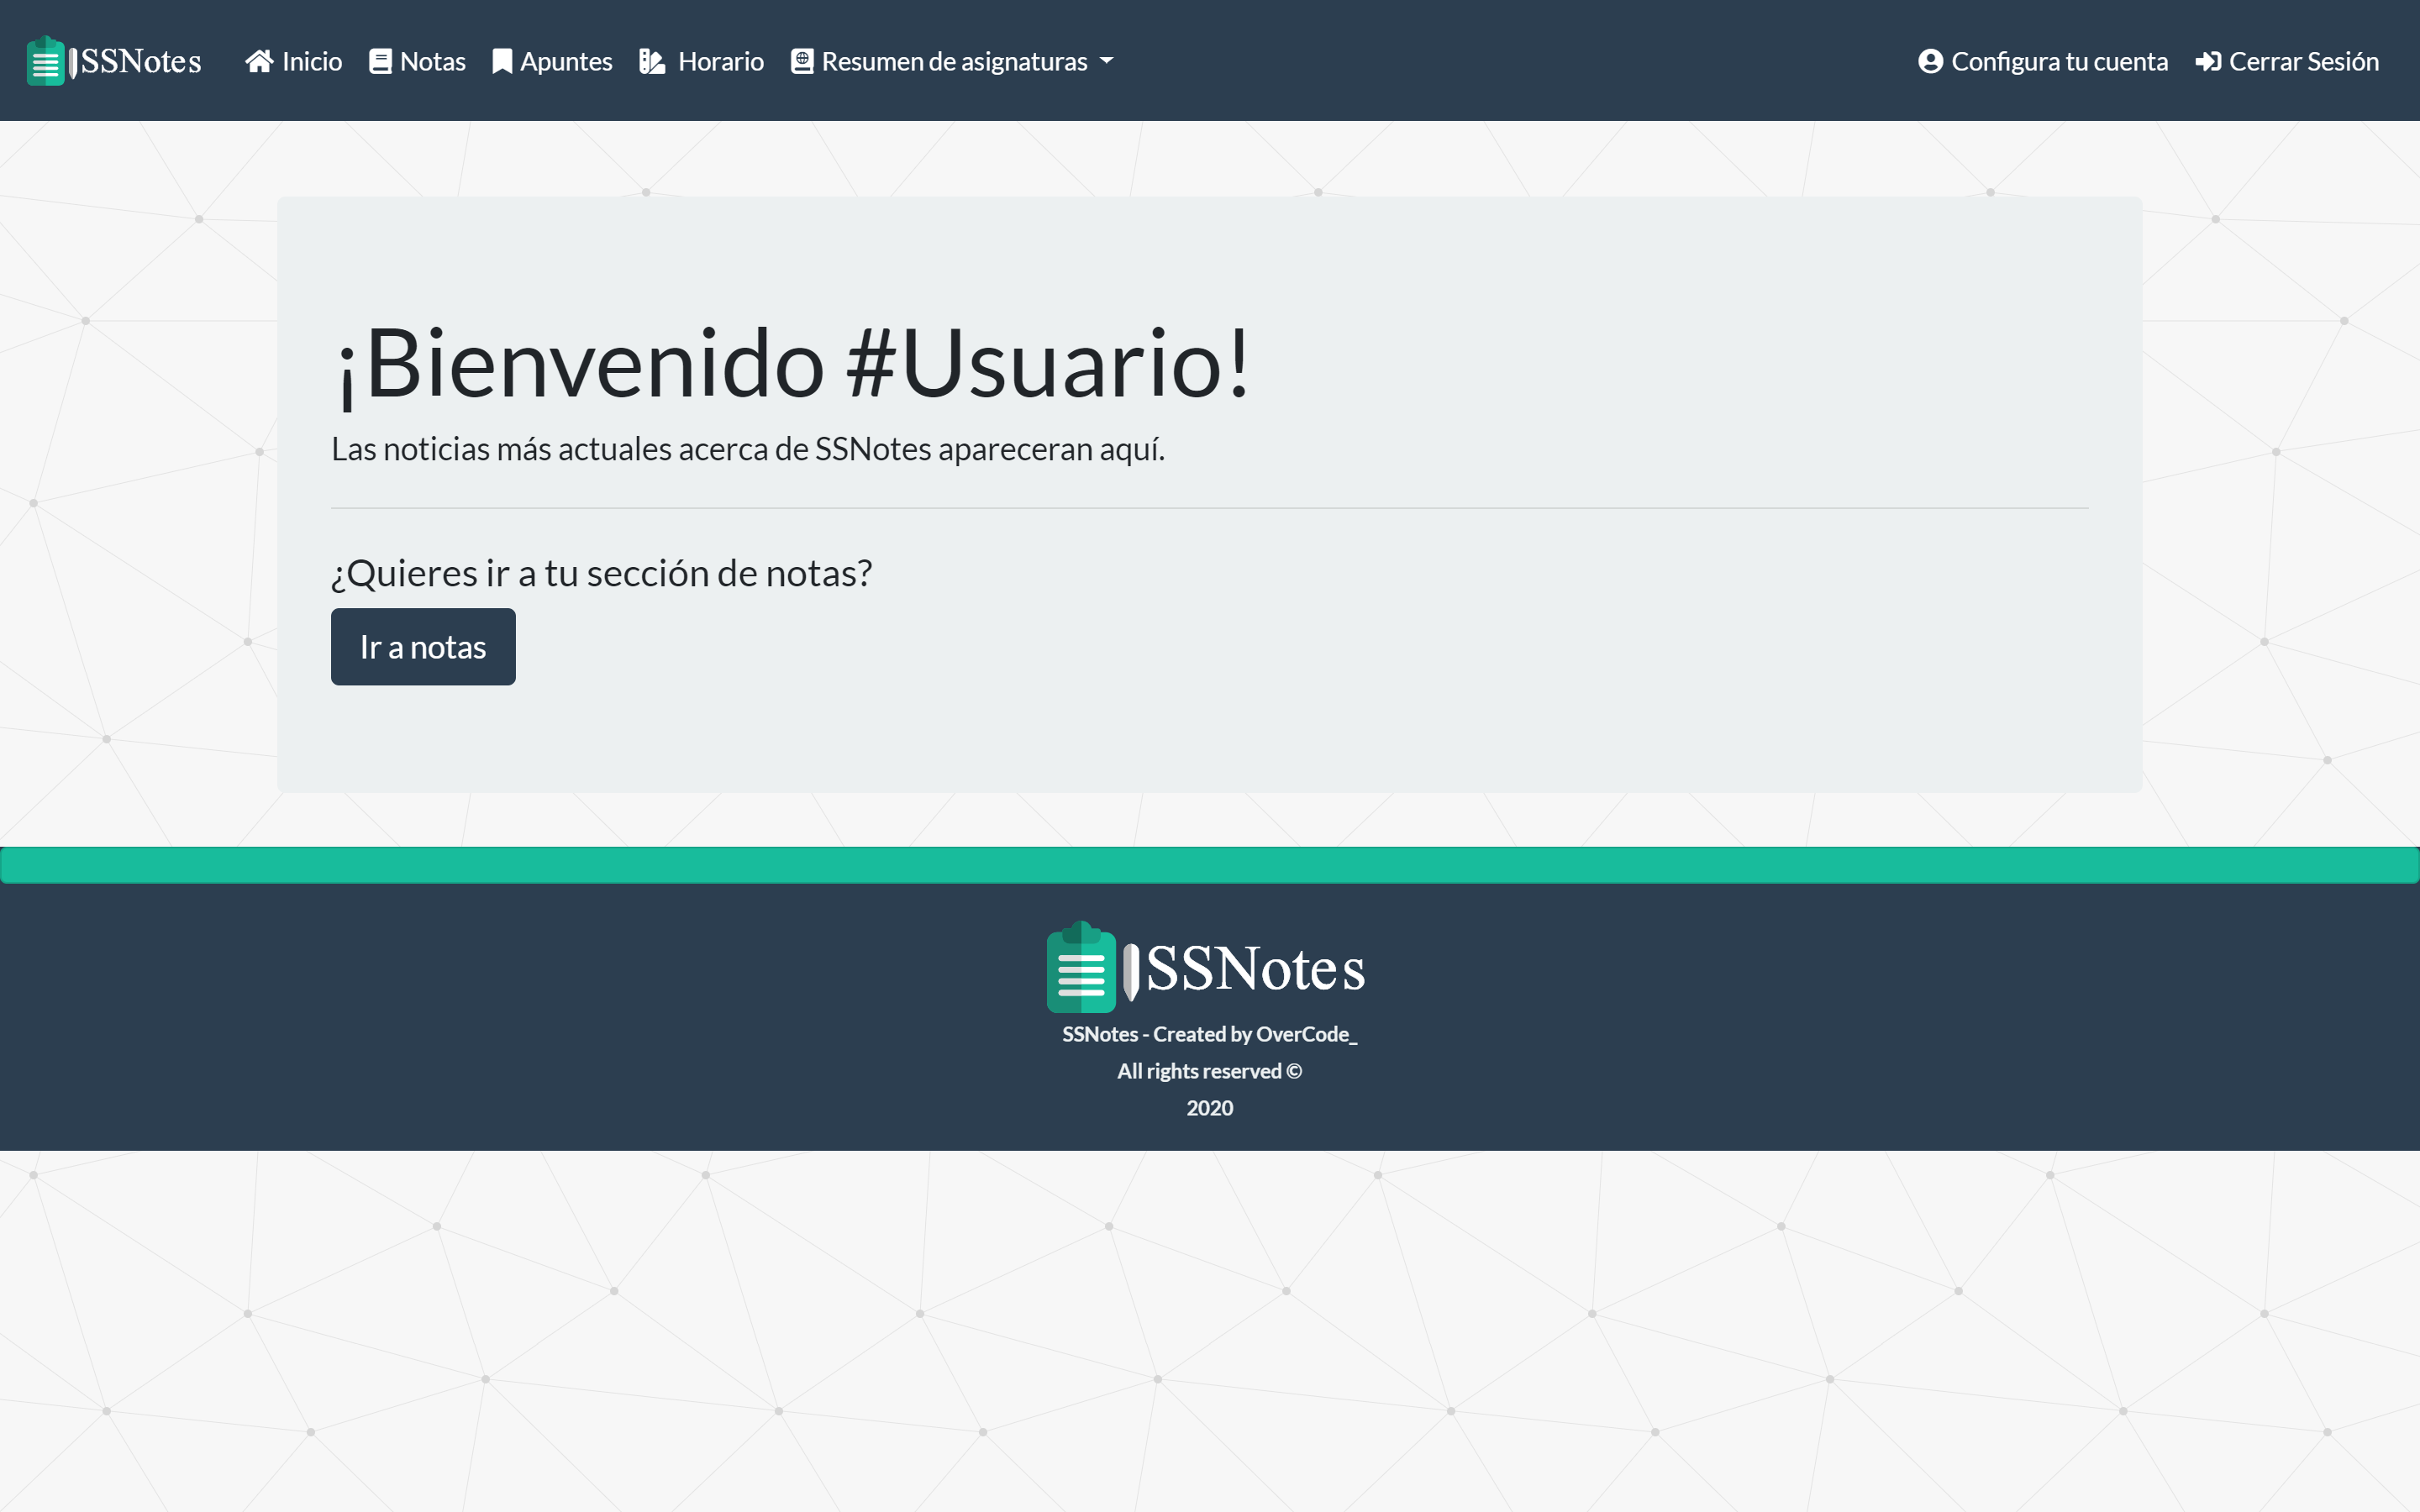 SSNotes
Inicio
Notas
Apuntes
Horario
Resumen de asignaturas
Configura tu cuenta
Cerrar Sesión
¡Bienvenido #Usuario!
Las noticias más actuales acerca de SSNotes apareceran aquí.
¿Quieres ir a tu sección de notas?
Ir a notas
SSNotes
SSNotes - Created by OverCode_
All rights reserved ©
2020